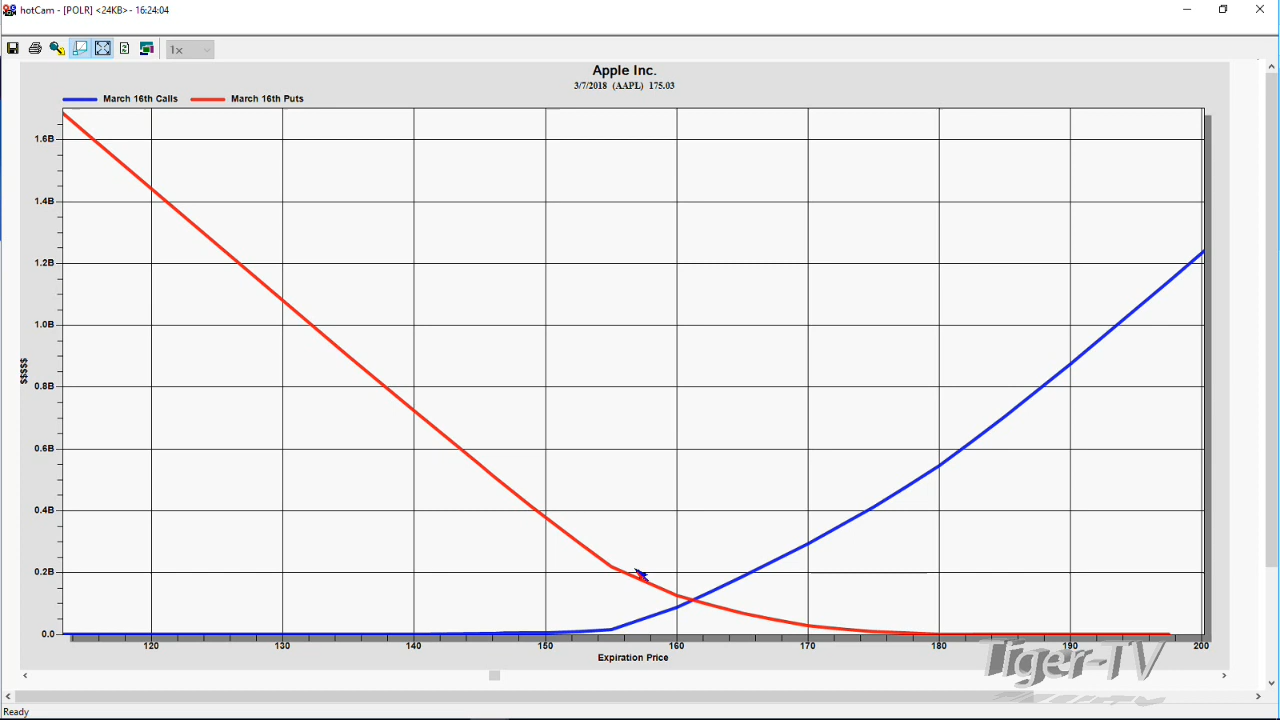 hotCam - [POLR] <24KB> - 16:24:04
1x
Apple Inc.
3/7/2018 (AAPL) 175.03
March 16th Calls March 16th Puts
1.6B
1.4B
1.2B
1.0B
0.8B
$$$$$
0.6B
0.4B
0.2B
0.0
120 130 140 150 160 170 180 190 200
Expiration Price
Tiger-TV
Ready